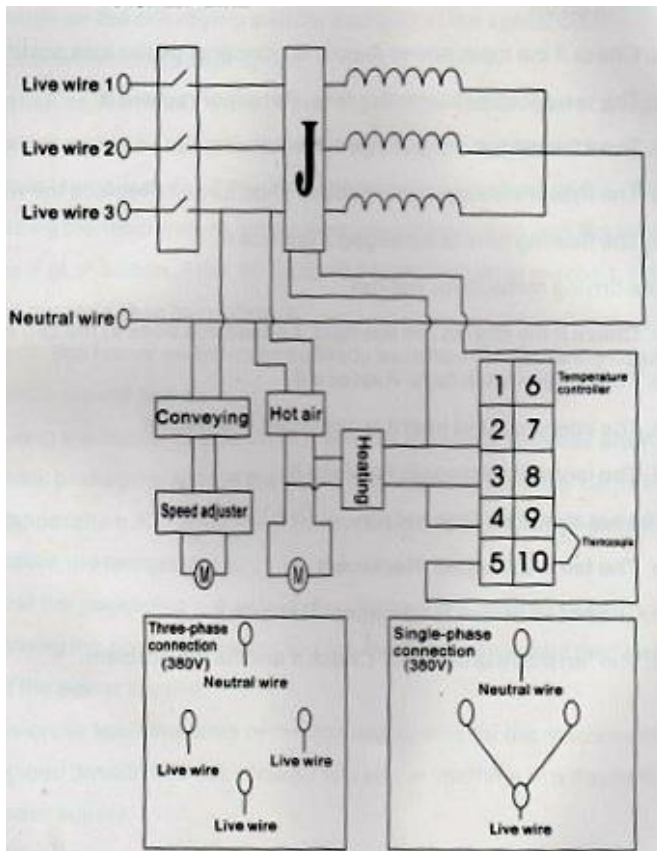 Live wire 1
J
Live wire 2
Live wire 3
Neutral wire
1 6
Temperature
controller
Conveying
Hot air
2 7
Heating
3 8
4 9
Speed adjuster
Thermocouple
5 10
M
M
Three-phase
connection
(380V)
Neutral wire
Live wire
Live wire
Live wire
Single-phase
connection
(380V)
Neutral wire
Live wire